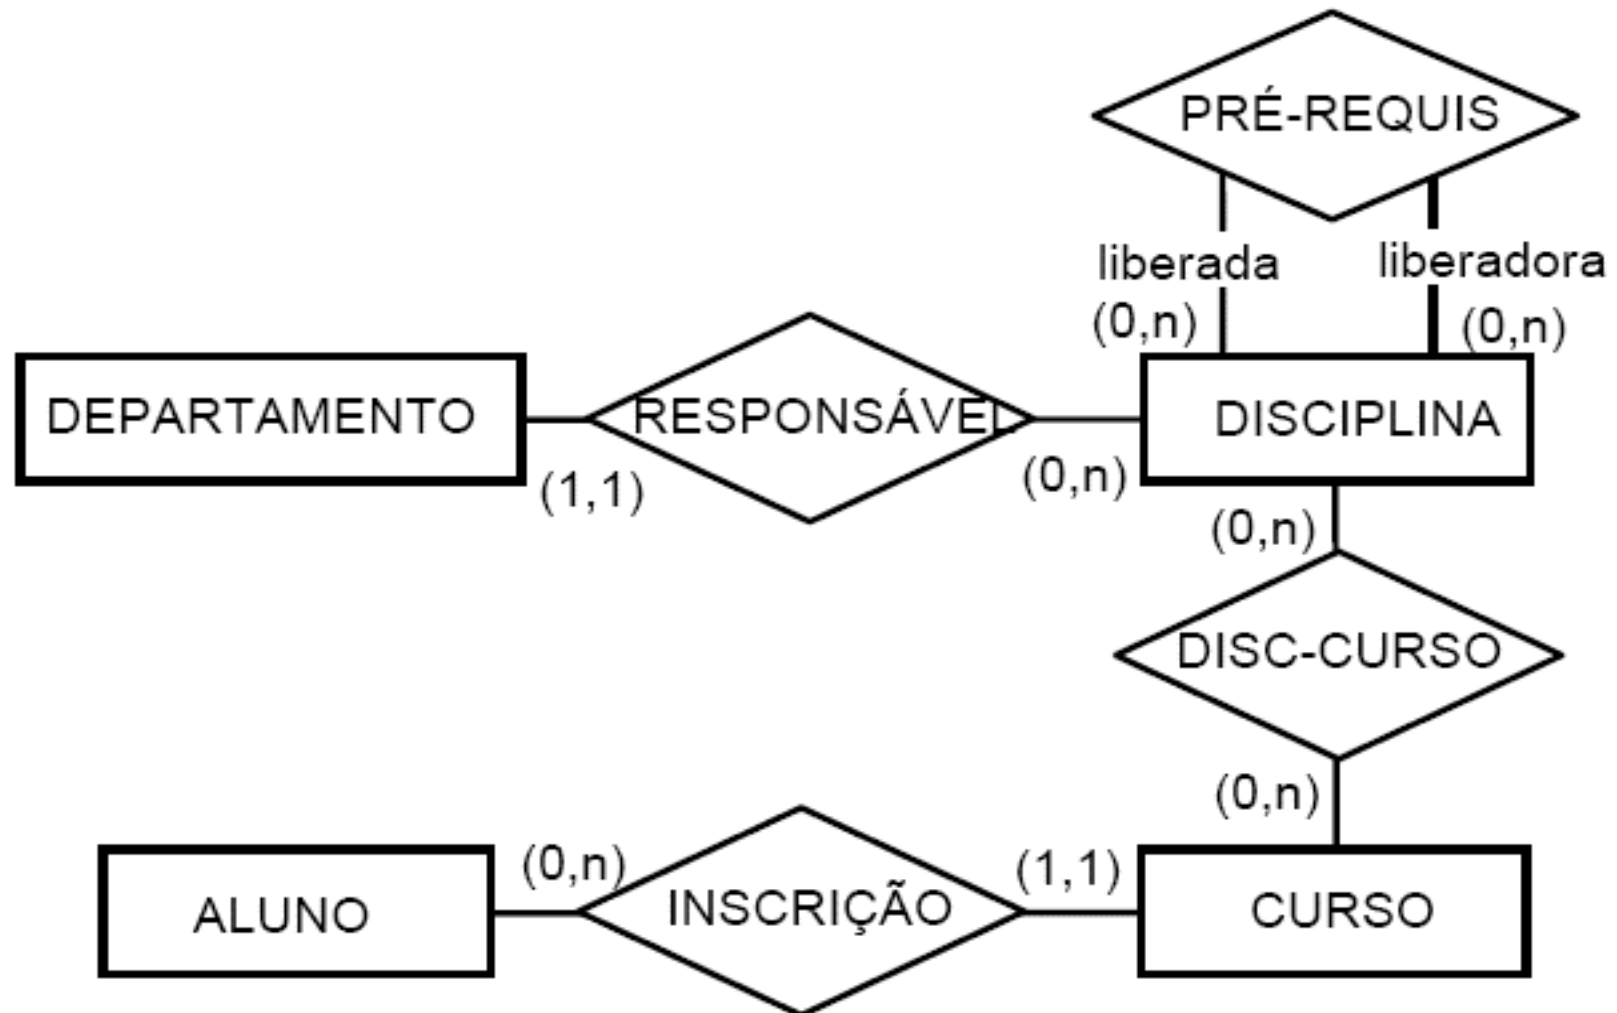 PRÉ-REQUIS
liberada
liberadora
(0,n)
(0,n)
DEPARTAMENTO
RESPONSÁVEL
DISCIPLINA
(1,1)
(0,n)
(0,n)
DISC-CURSO
(0,n)
(0,n)
(1,1)
ALUNO
INSCRIÇÃO
CURSO